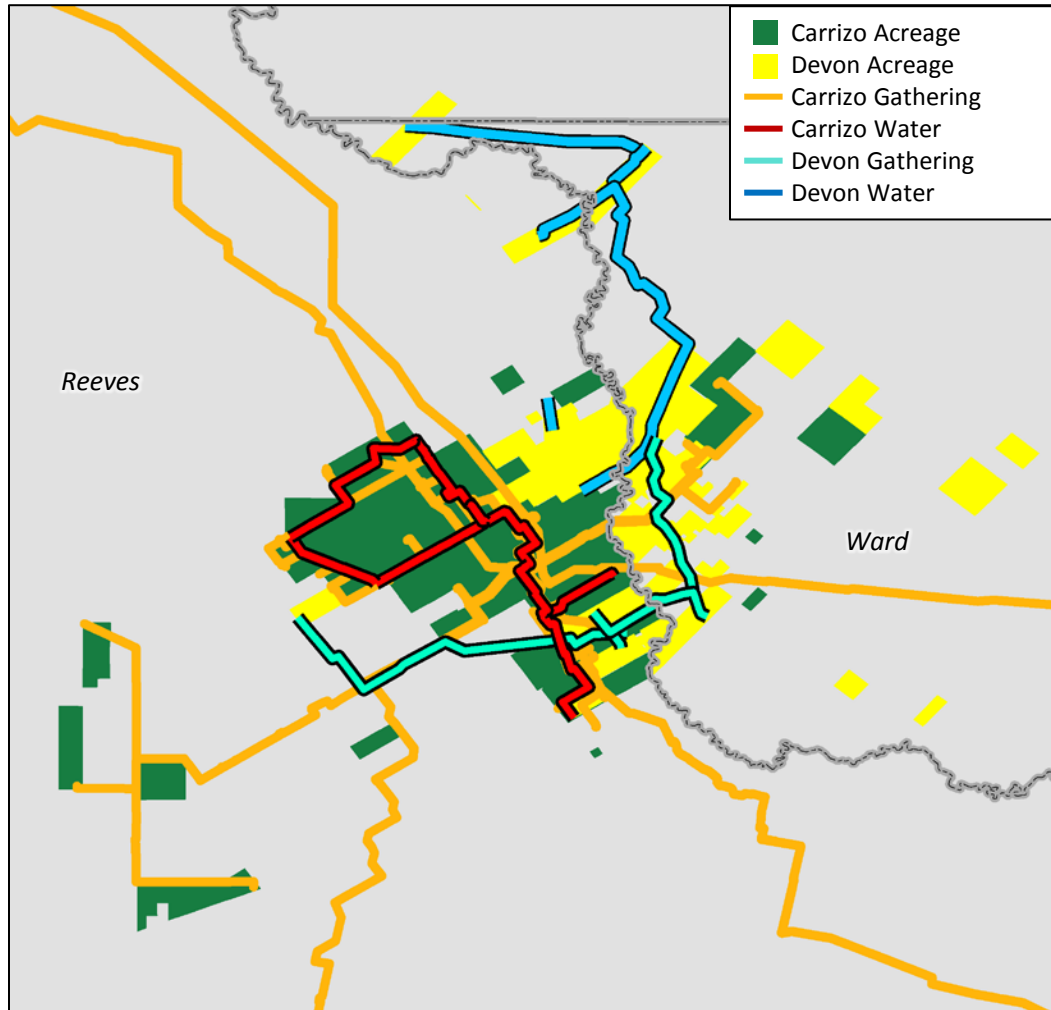 Carrizo Acreage
Devon Acreage
Carrizo Gathering
Carrizo Water
Devon Gathering
Devon Water
Reeves
Ward